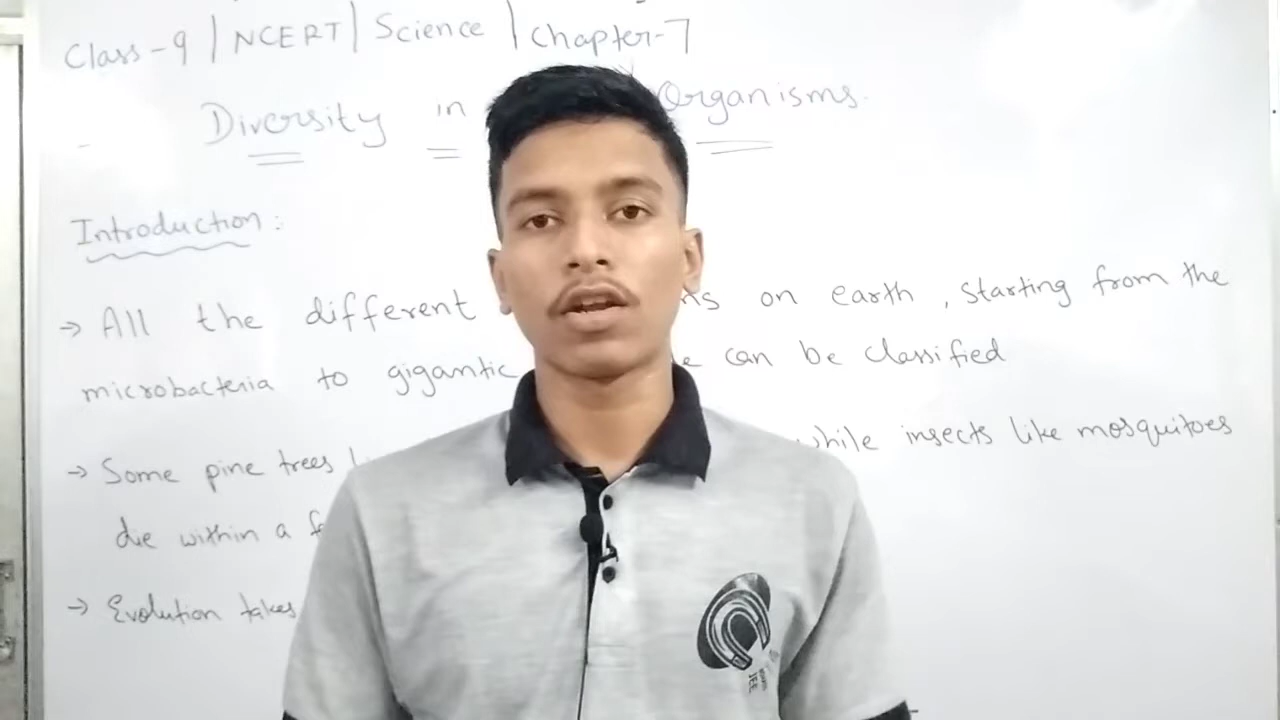 Class-9 | NCERT | Science | Chapter-7
Diversity in Organisms.
Introduction:
→ All the different on earth, starting from the
microbacteria to gigantic can be classified
→ Some pine trees while insects like mosquitoes
die within a
→ Evolution takes
JEE